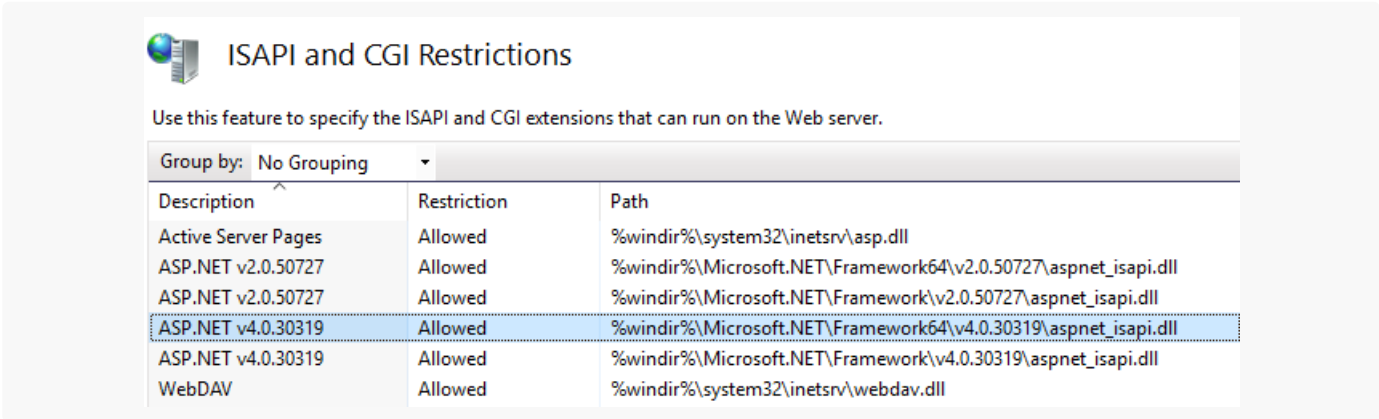 ISAPI and CGI Restrictions
Use this feature to specify the ISAPI and CGI extensions that can run on the Web server.
Group by: No Grouping
Description Restriction Path
Active Server Pages Allowed %windir%\system32\inetsrv\asp.dll
ASP.NET v2.0.50727 Allowed %windir%\Microsoft.NET\Framework64\v2.0.50727\aspnet_isapi.dll
ASP.NET v2.0.50727 Allowed %windir%\Microsoft.NET\Framework\v2.0.50727\aspnet_isapi.dll
ASP.NET v4.0.30319 Allowed %windir%\Microsoft.NET\Framework64\v4.0.30319\aspnet_isapi.dll
ASP.NET v4.0.30319 Allowed %windir%\Microsoft.NET\Framework\v4.0.30319\aspnet_isapi.dll
WebDAV Allowed %windir%\system32\inetsrv\webdav.dll